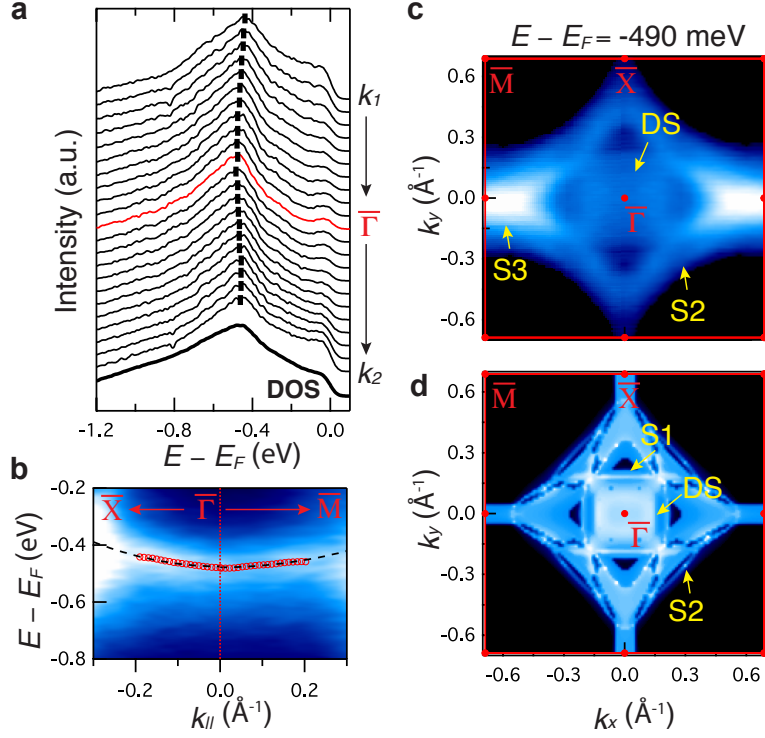 a
Intensity (a.u.)
k1
Γ
k2
DOS
-1.2 -0.8 -0.4 0.0
E – EF (eV)
b
-0.2
-0.4
-0.6
-0.8
E – EF (eV)
X Γ M
-0.2 0.0 0.2
k|| (Å-1)
c
E – EF = -490 meV
0.6
0.3
0.0
-0.3
-0.6
ky (Å-1)
M X
DS
Γ
S3
S2
d
0.6
0.3
0.0
-0.3
-0.6
ky (Å-1)
M X
S1
DS
Γ
S2
-0.6 -0.3 0.0 0.3 0.6
kx (Å-1)